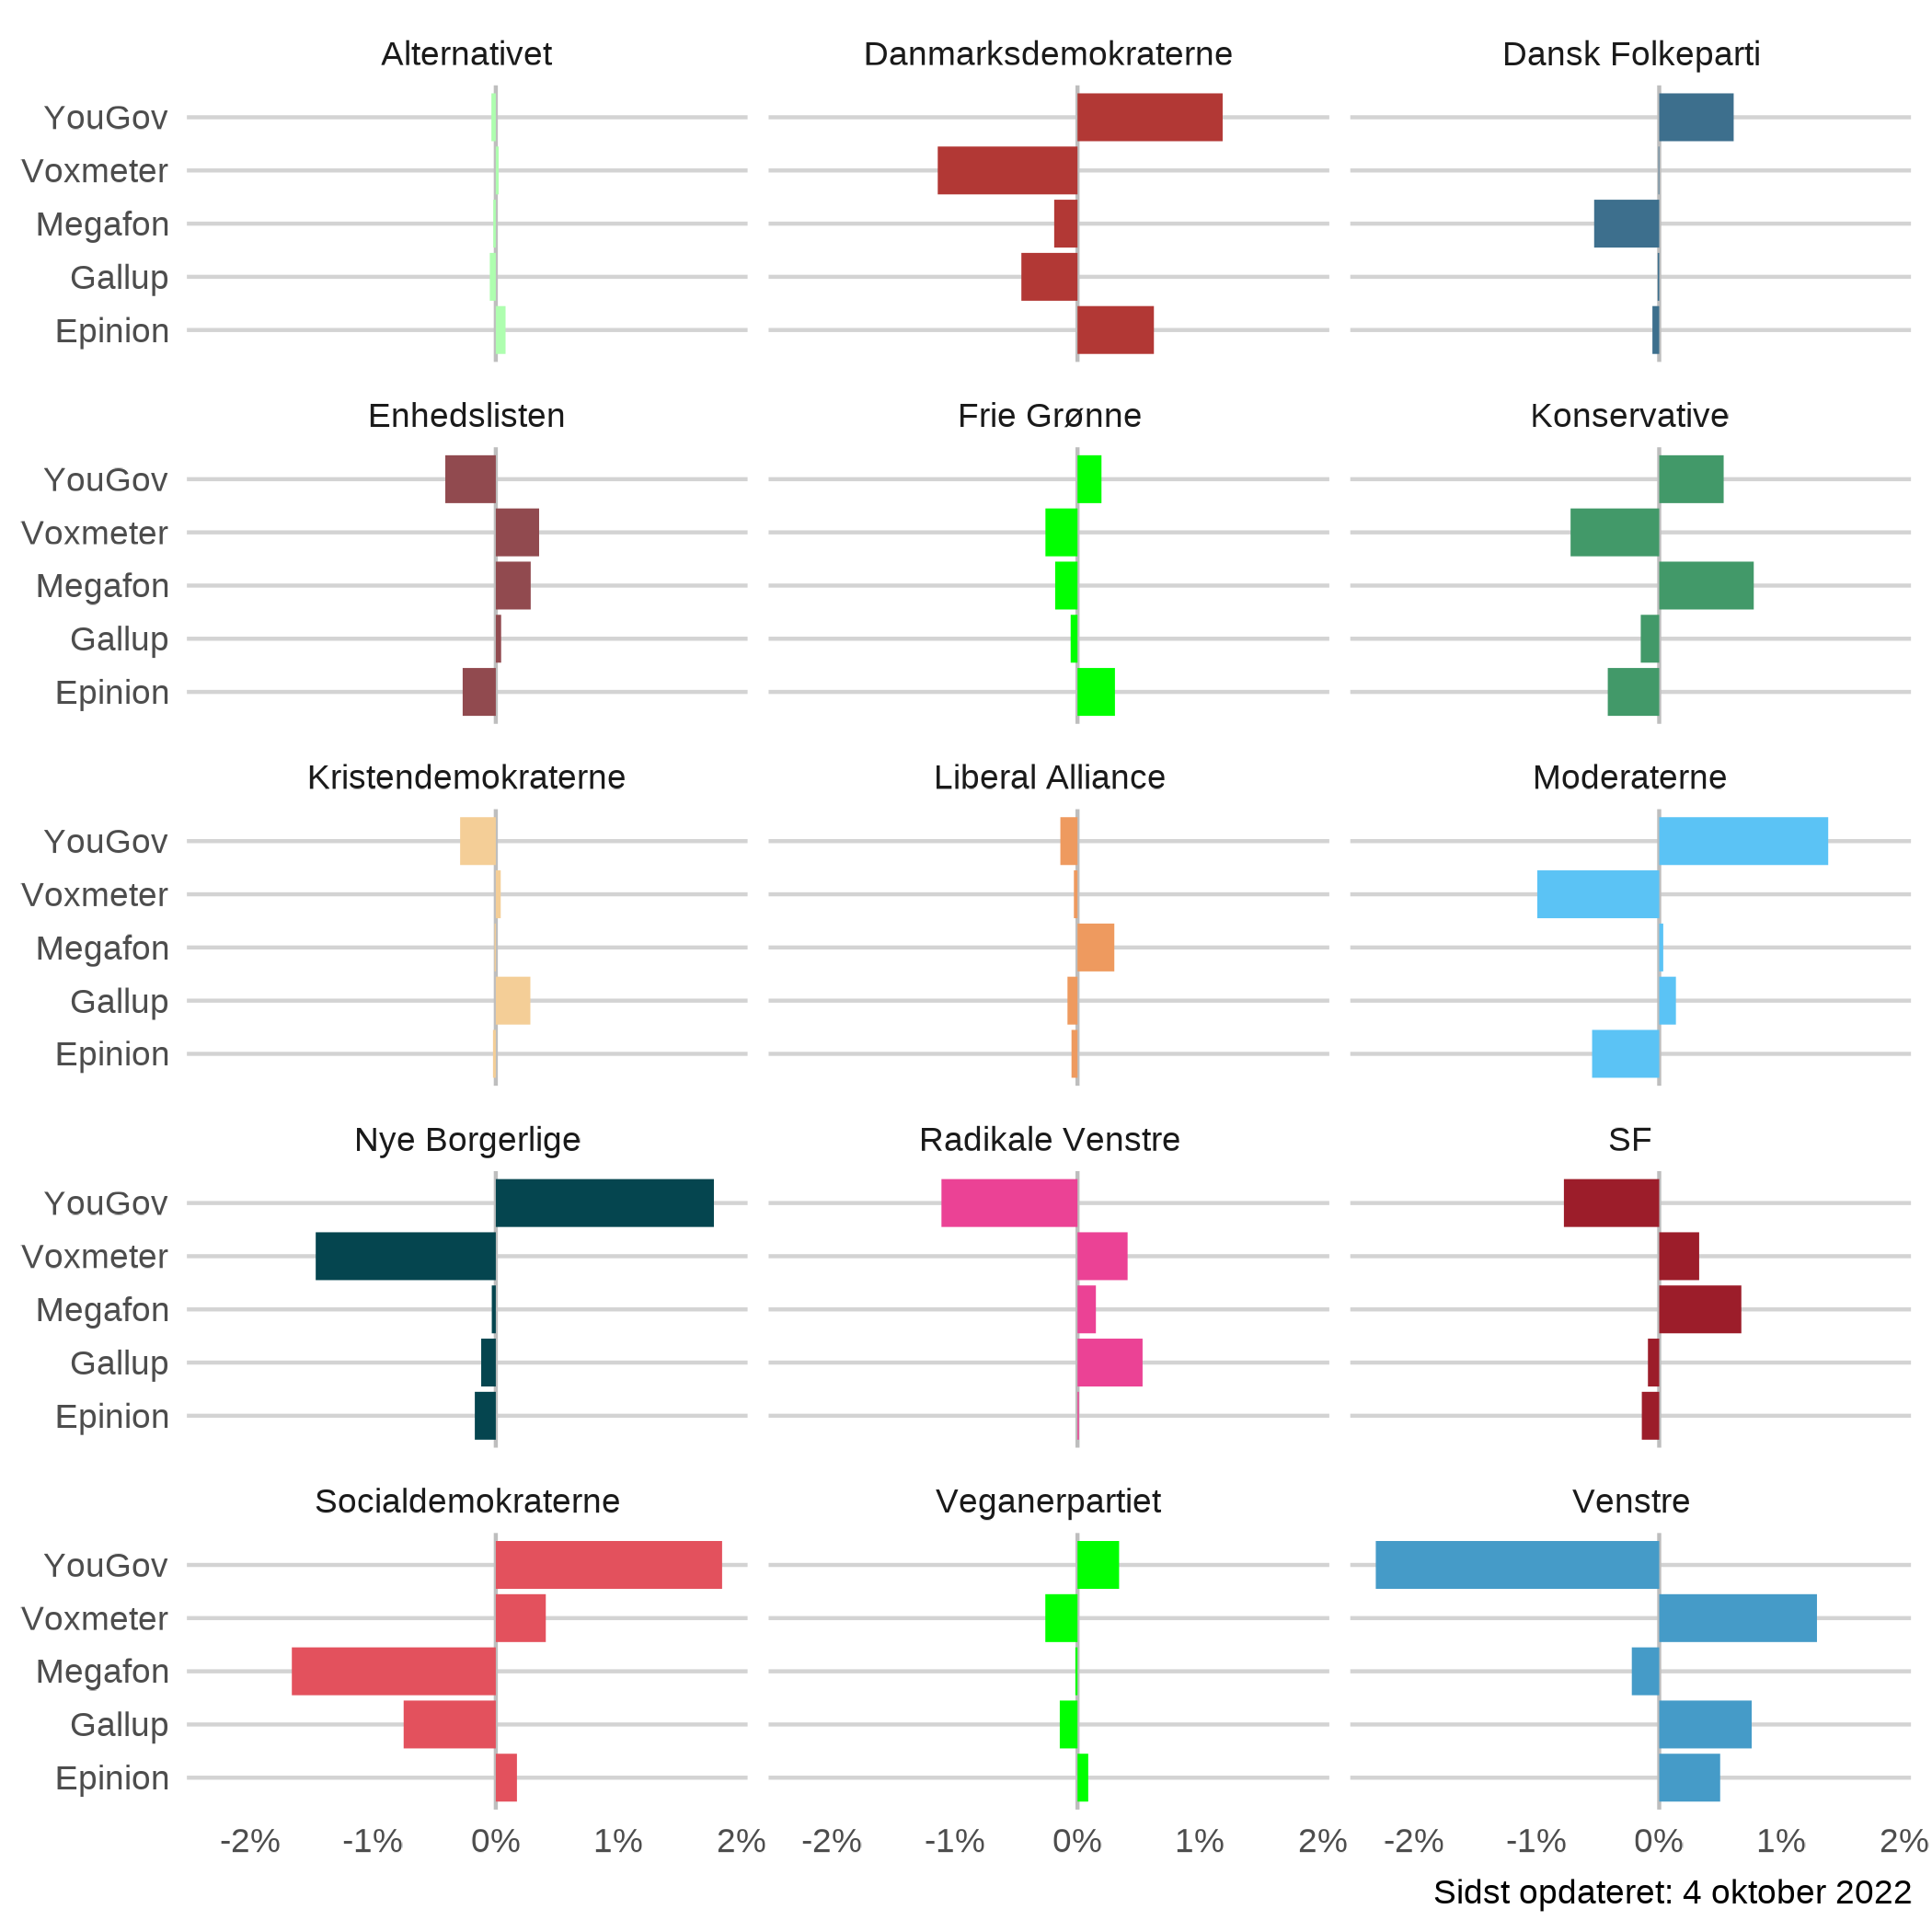 Alternativet Danmarksdemokraterne Dansk Folkeparti
YouGov
Voxmeter
Megafon
Gallup
Epinion
Enhedslisten Frie Grønne Konservative
YouGov
Voxmeter
Megafon
Gallup
Epinion
Kristendemokraterne Liberal Alliance Moderaterne
YouGov
Voxmeter
Megafon
Gallup
Epinion
Nye Borgerlige Radikale Venstre SF
YouGov
Voxmeter
Megafon
Gallup
Epinion
Socialdemokraterne Veganerpartiet Venstre
YouGov
Voxmeter
Megafon
Gallup
Epinion
-2% -1% 0% 1% 2% -2% -1% 0% 1% 2% -2% -1% 0% 1% 2%
Sidst opdateret: 4 oktober 2022